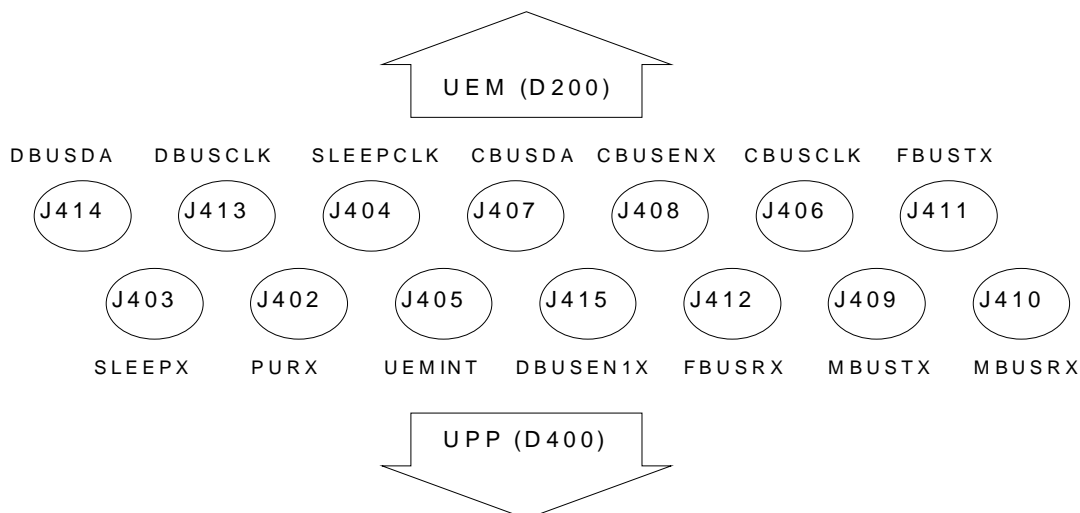 UEM (D200)
DBUSDA DBUSCLK SLEEPCLK CBUSDA CBUSENX CBUSCLK FBUSTX
J414 J413 J404 J407 J408 J406 J411
J403 J402 J405 J415 J412 J409 J410
SLEEPX PURX UEMINT DBUSEN1X FBUSRX MBUSTX MBUSRX
UPP (D400)